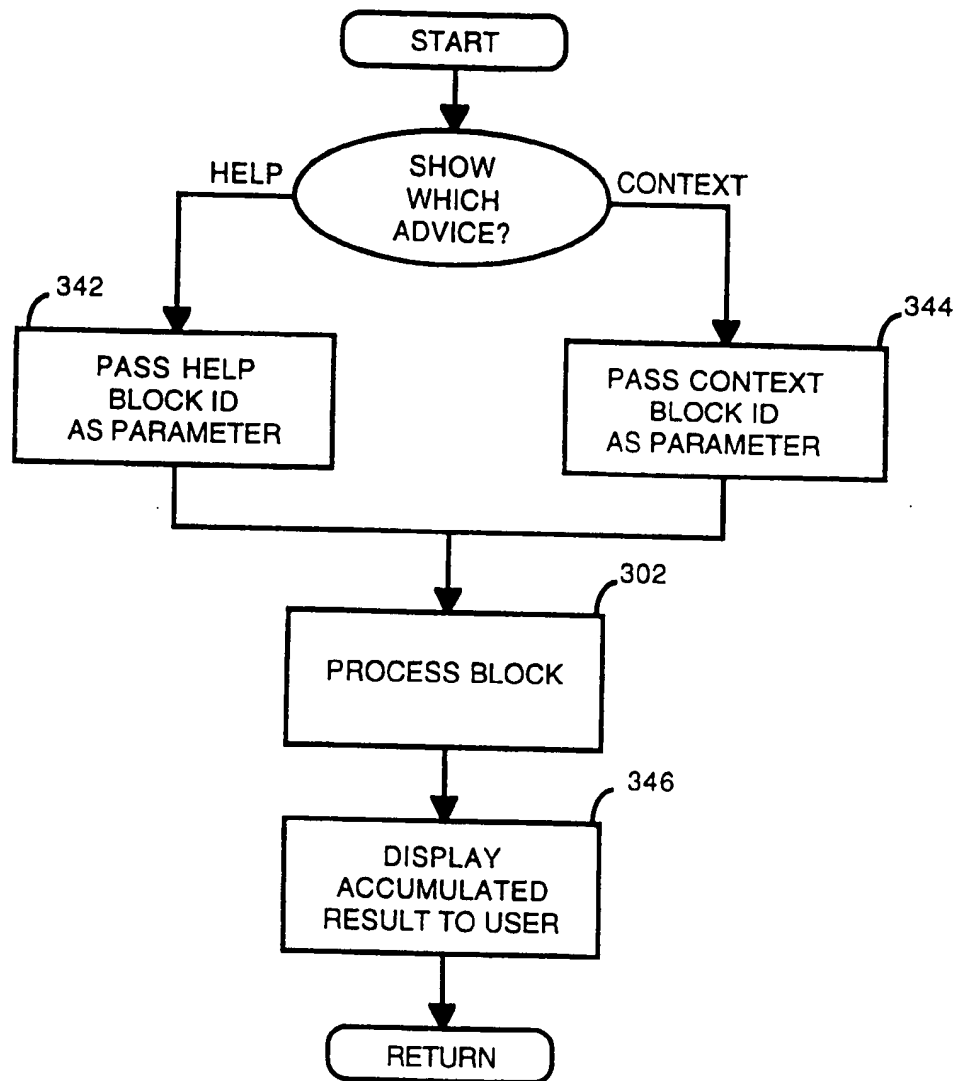 START
SHOW
WHICH
ADVICE?
HELP
CONTEXT
342
PASS HELP
BLOCK ID
AS PARAMETER
344
PASS CONTEXT
BLOCK ID
AS PARAMETER
302
PROCESS BLOCK
346
DISPLAY
ACCUMULATED
RESULT TO USER
RETURN